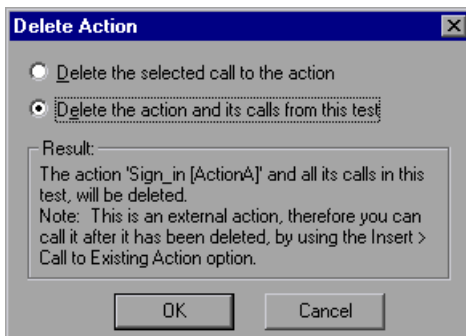 Delete Action
Delete the selected call to the action
Delete the action and its calls from this test
Result:
The action 'Sign_in [ActionA]' and all its calls in this
test, will be deleted.
Note:  This is an external action, therefore you can
call it after it has been deleted, by using the Insert >
Call to Existing Action option.
OK
Cancel